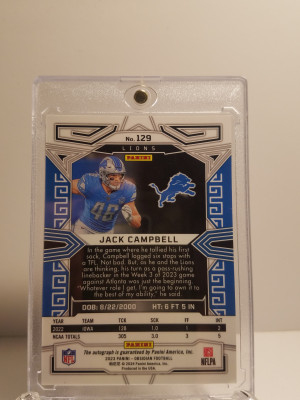 No. 129
LIONS
PANINI
48
JACK CAMPBELL
In the game where he tallied his first
sack, Campbell logged six stops with
a TFL. Not bad. But, as he and the Lions
are thinking, his turn as a pass-rushing
linebacker in the Week 3 of 2023 game
against Atlanta was just the beginning.
"Whatever role I get, I'm going to own it to
the best of my ability," he said.
DOB: 8/22/2000 HT: 6 FT 5 IN
YEAR TEAM TCK SCK FF INT
2022 IOWA 128 1.0 1 2
NCAA TOTALS 305 3.0 3 5
The autograph is guaranteed by Panini America, Inc.
2023 PANINI - OBSIDIAN FOOTBALL
© 2024 Panini America, Inc.
Produced in the USA.
PANINI
NFLPA